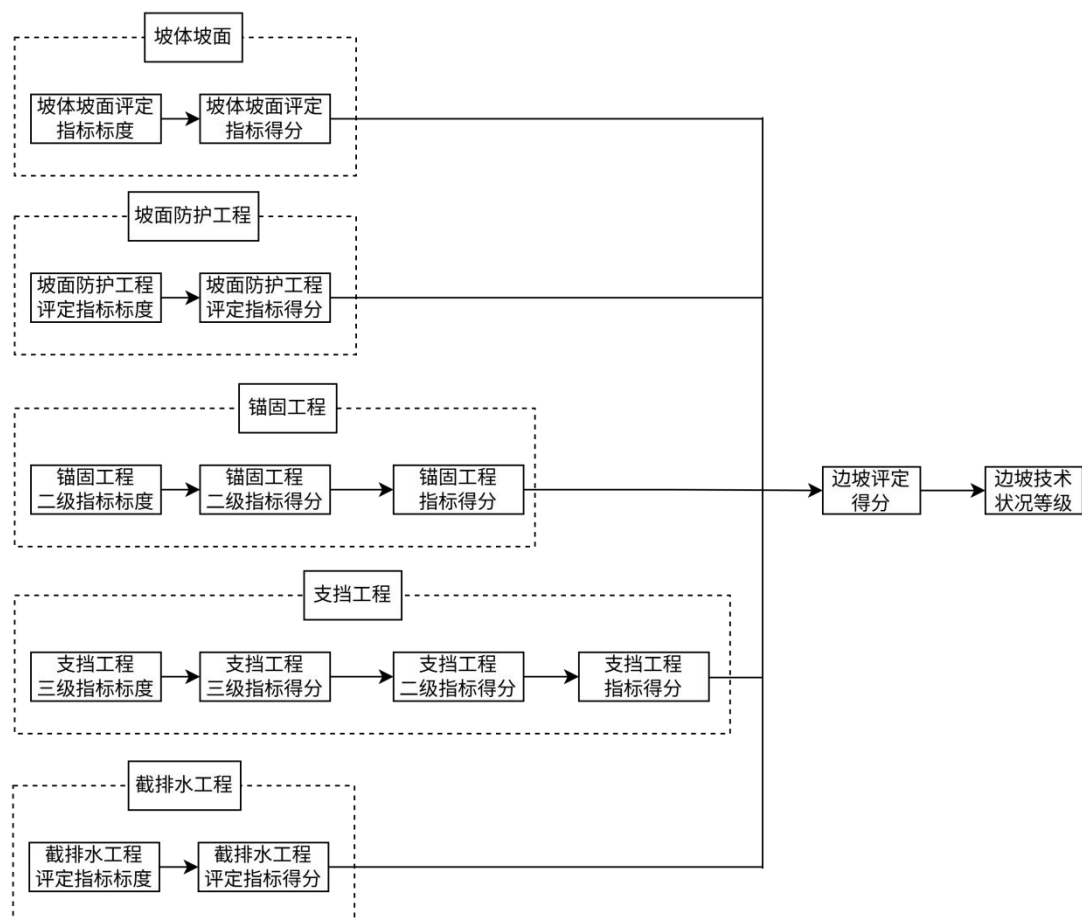 坡体坡面
坡体坡面评定
指标标度
坡体坡面评定
指标得分
坡面防护工程
坡面防护工程
评定指标标度
坡面防护工程
评定指标得分
锚固工程
锚固工程
二级指标标度
锚固工程
二级指标得分
锚固工程
指标得分
边坡评定
得分
边坡技术
状况等级
支挡工程
支挡工程
三级指标标度
支挡工程
三级指标得分
支挡工程
二级指标得分
支挡工程
指标得分
截排水工程
截排水工程
评定指标标度
截排水工程
评定指标得分